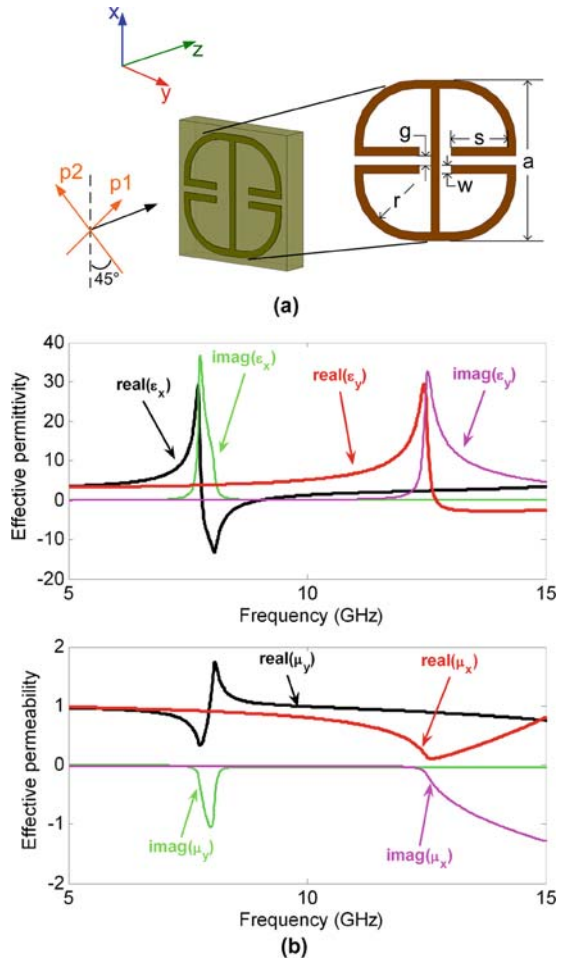 x
z
y
p2
p1
45°
g
s
a
w
r
(a)
Effective permittivity
40
30
20
10
0
-10
-20
real(εx)
imag(εx)
real(εy)
imag(εy)
5
10
15
Frequency (GHz)
Effective permeability
2
1
0
-1
-2
real(μy)
real(μx)
imag(μy)
imag(μx)
5
10
15
Frequency (GHz)
(b)